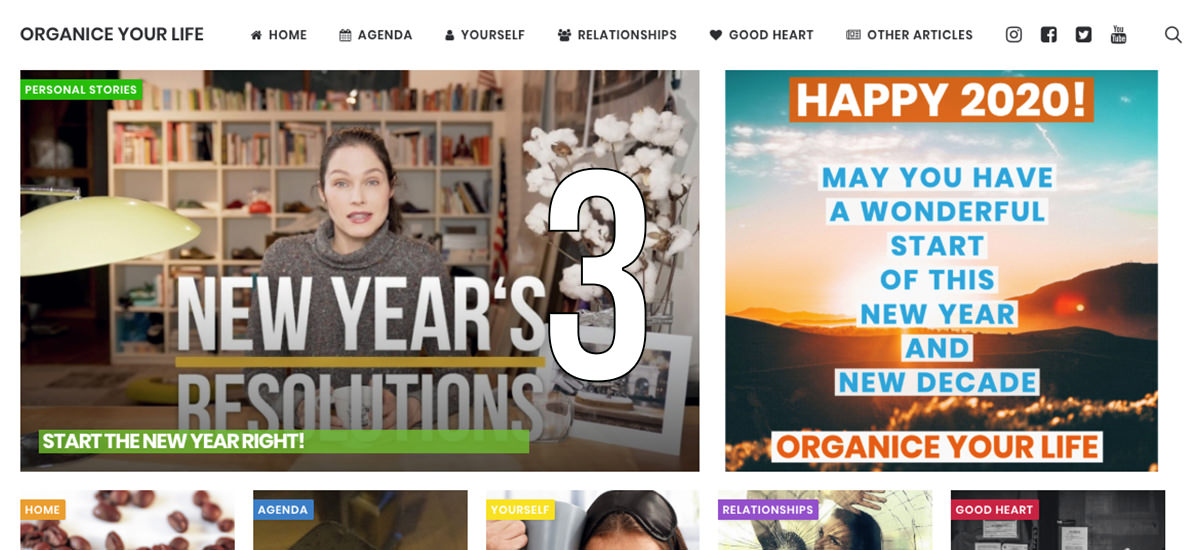 ORGANICE YOUR LIFE
HOME
AGENDA
YOURSELF
RELATIONSHIPS
GOOD HEART
OTHER ARTICLES
You
Tube
PERSONAL STORIES
NEW YEAR'S 3
RESOLUTIONS
START THE NEW YEAR RIGHT!
HAPPY 2020!
MAY YOU HAVE
A WONDERFUL
START
OF THIS
NEW YEAR
AND
NEW DECADE
ORGANICE YOUR LIFE
HOME
AGENDA
YOURSELF
RELATIONSHIPS
GOOD HEART